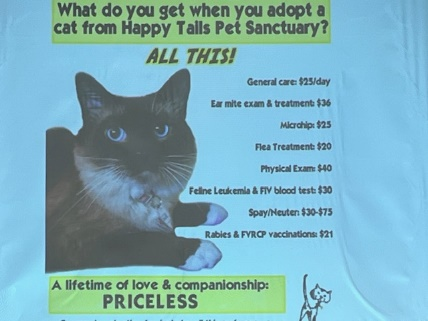 What do you get when you adopt a
cat from Happy Tails Pet Sanctuary?
ALL THIS!
General care: $25/day
Ear mite exam & treatment: $36
Microhip: $25
Flea Treatment: $20
Physical Exam: $40
Feline Leukemia & FIV blood test: $30
Spay/Neuter: $30-$75
Rabies & FVRCP vaccinations: $21
A lifetime of love & companionship:
PRICELESS